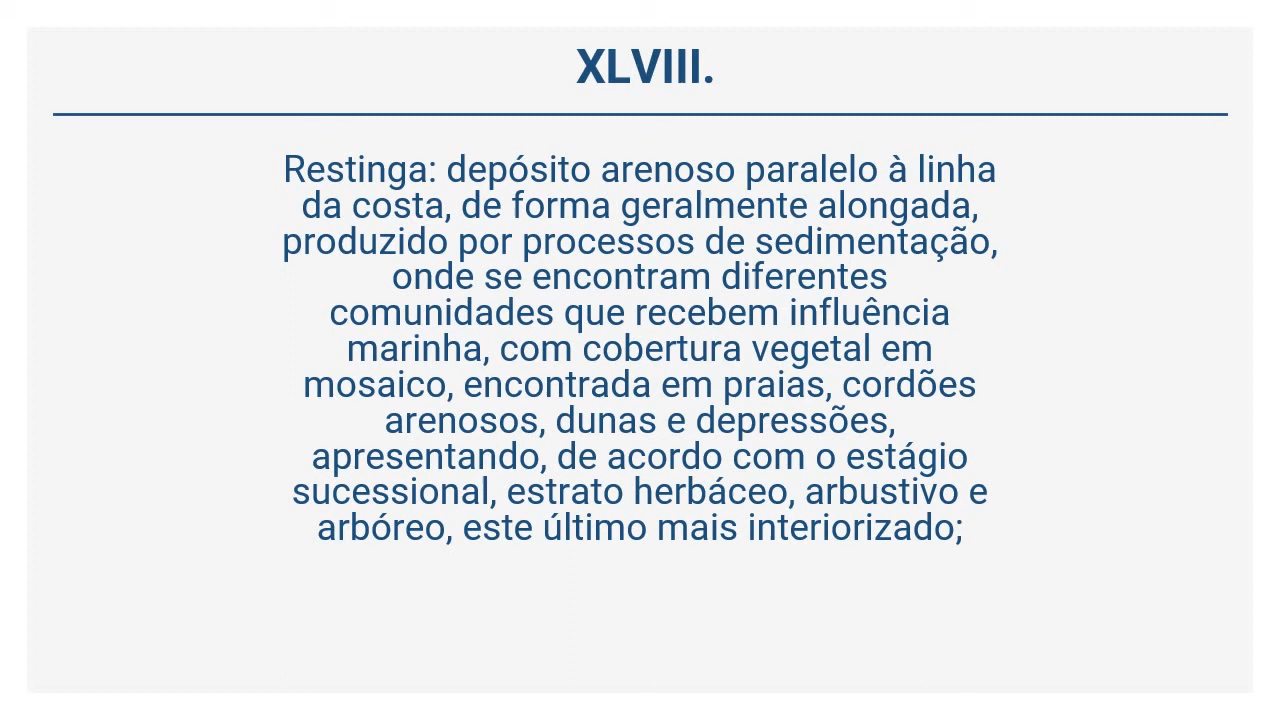 XLVIII.
Restinga: depósito arenoso paralelo à linha
da costa, de forma geralmente alongada,
produzido por processos de sedimentação,
onde se encontram diferentes
comunidades que recebem influência
marinha, com cobertura vegetal em
mosaico, encontrada em praias, cordões
arenosos, dunas e depressões,
apresentando, de acordo com o estágio
sucessional, estrato herbáceo, arbustivo e
arbóreo, este último mais interiorizado;